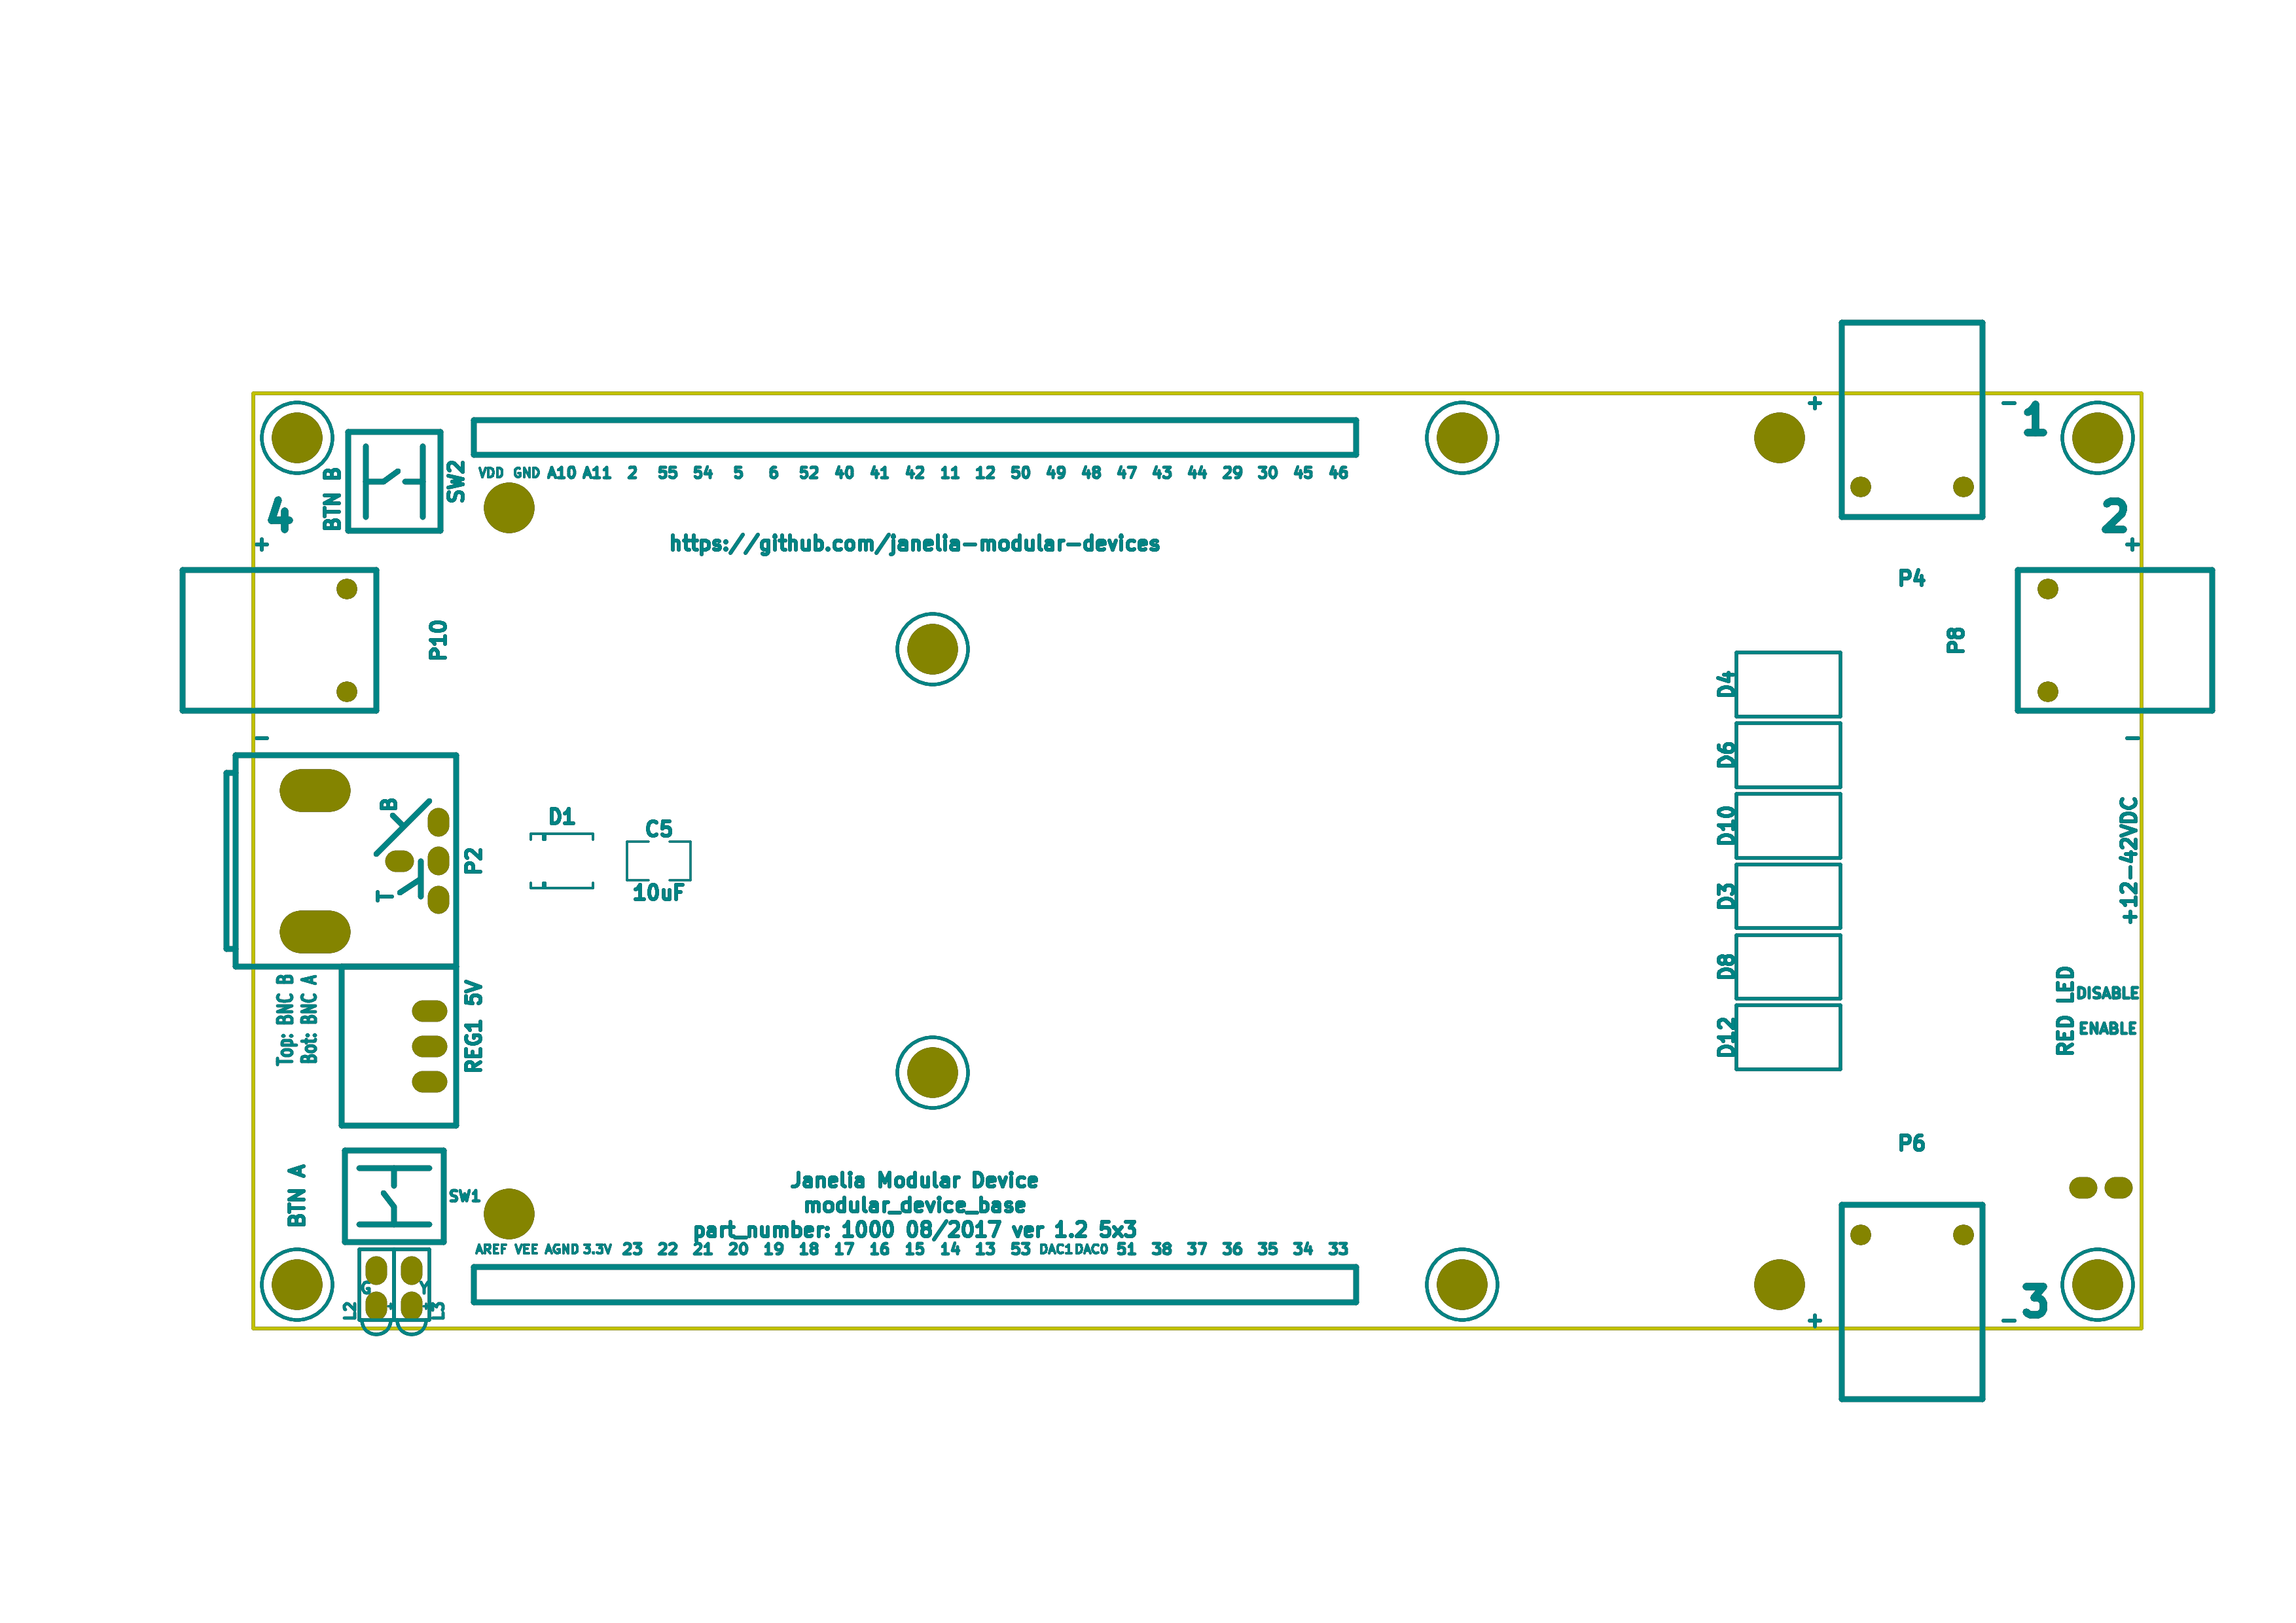 + − 1
VDD GND A10 A11 2 55 54 5 6 52 40 41 42 11 12 50 49 48 47 43 44 29 30 45 46
BTN B
SW2
4
+
2
+
https://github.com/janelia-modular-devices
P4
P10
P8
D4
−
−
D6
B
D1
C5
10uF
P2
T
D10
+12-42VDC
D3
Top: BNC B
Bot: BNC A
REG1 5V
D8
RED LED
DISABLE
ENABLE
D12
P6
BTN A
SW1
Janelia Modular Device
modular_device_base
part_number: 1000 08/2017 ver 1.2 5x3
AREF VEE AGND 3.3V 23 22 21 20 19 18 17 16 15 14 13 53 DAC1 DAC0 51 38 37 36 35 34 33
G
Y
L2
+
+
L3
+ − 3